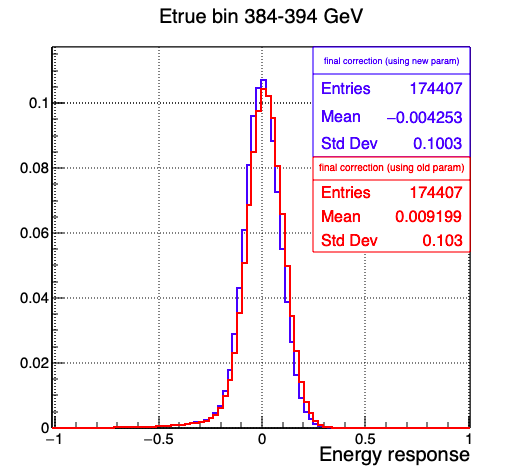 Etrue bin 384-394 GeV
final correction (using new param)
Entries 174407
Mean −0.004253
Std Dev 0.1003
final correction (using old param)
Entries 174407
Mean 0.009199
Std Dev 0.103
0.1
0.08
0.06
0.04
0.02
0
−1 −0.5 0 0.5 1
Energy response